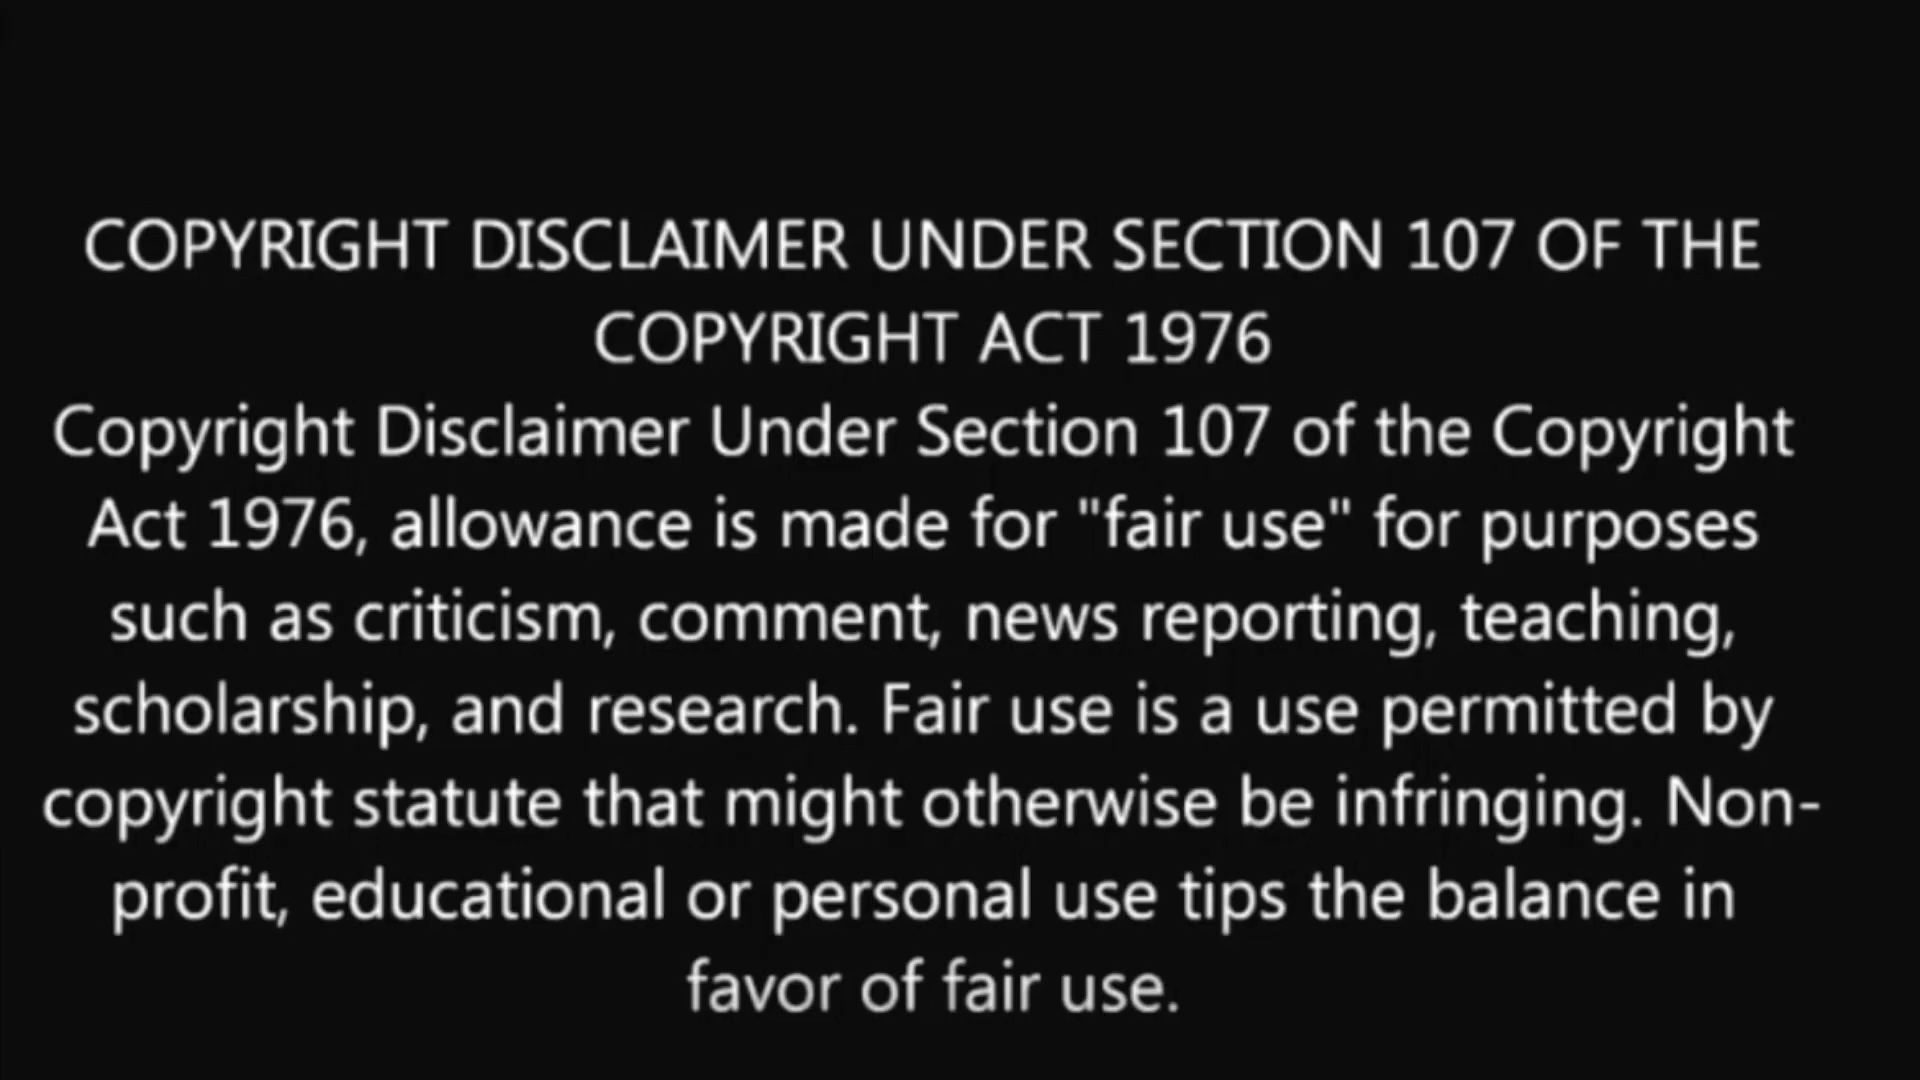 COPYRIGHT DISCLAIMER UNDER SECTION 107 OF THE
COPYRIGHT ACT 1976
Copyright Disclaimer Under Section 107 of the Copyright
Act 1976, allowance is made for "fair use" for purposes
such as criticism, comment, news reporting, teaching,
scholarship, and research. Fair use is a use permitted by
copyright statute that might otherwise be infringing. Non-
profit, educational or personal use tips the balance in
favor of fair use.